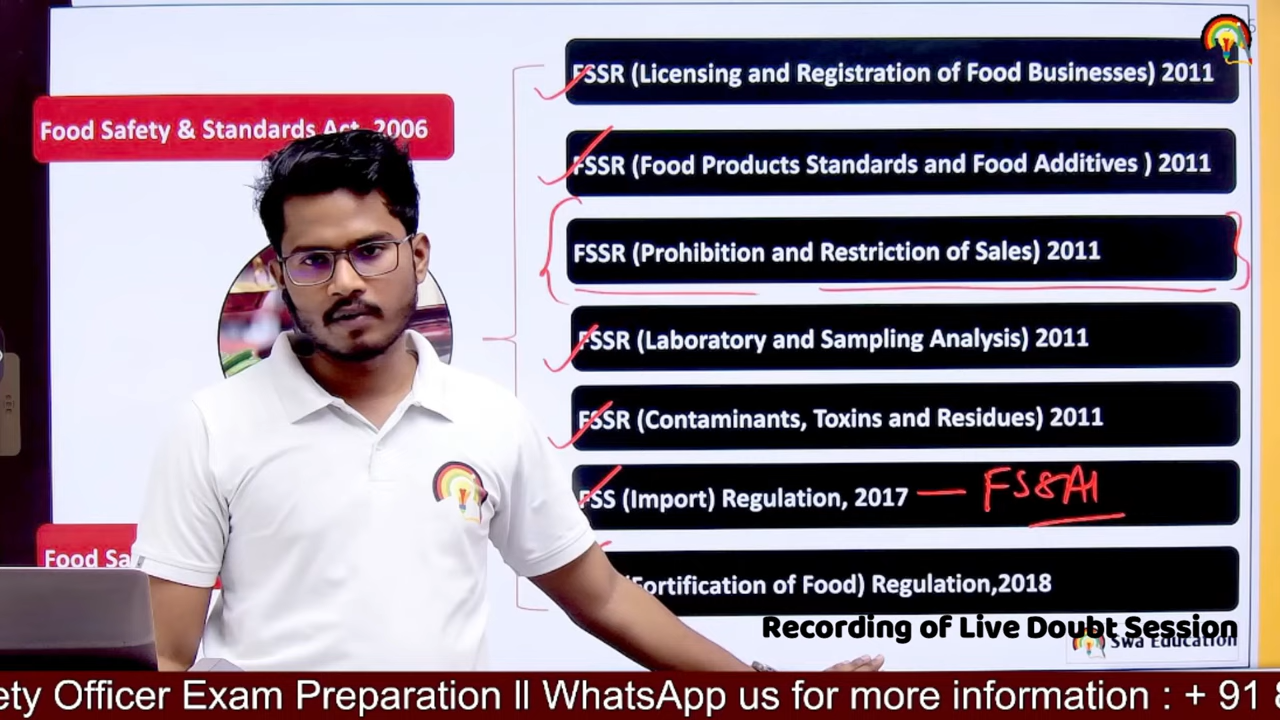 FSSR (Licensing and Registration of Food Businesses) 2011
Food Safety & Standards Act, 2006
FSSR (Food Products Standards and Food Additives ) 2011
FSSR (Prohibition and Restriction of Sales) 2011
FSSR (Laboratory and Sampling Analysis) 2011
FSSR (Contaminants, Toxins and Residues) 2011
FSS (Import) Regulation, 2017 — FSSAI
Food Sa
(Fortification of Food) Regulation,2018
Recording of Live Doubt Session
Swa Education
ety Officer Exam Preparation ll WhatsApp us for more information : + 91